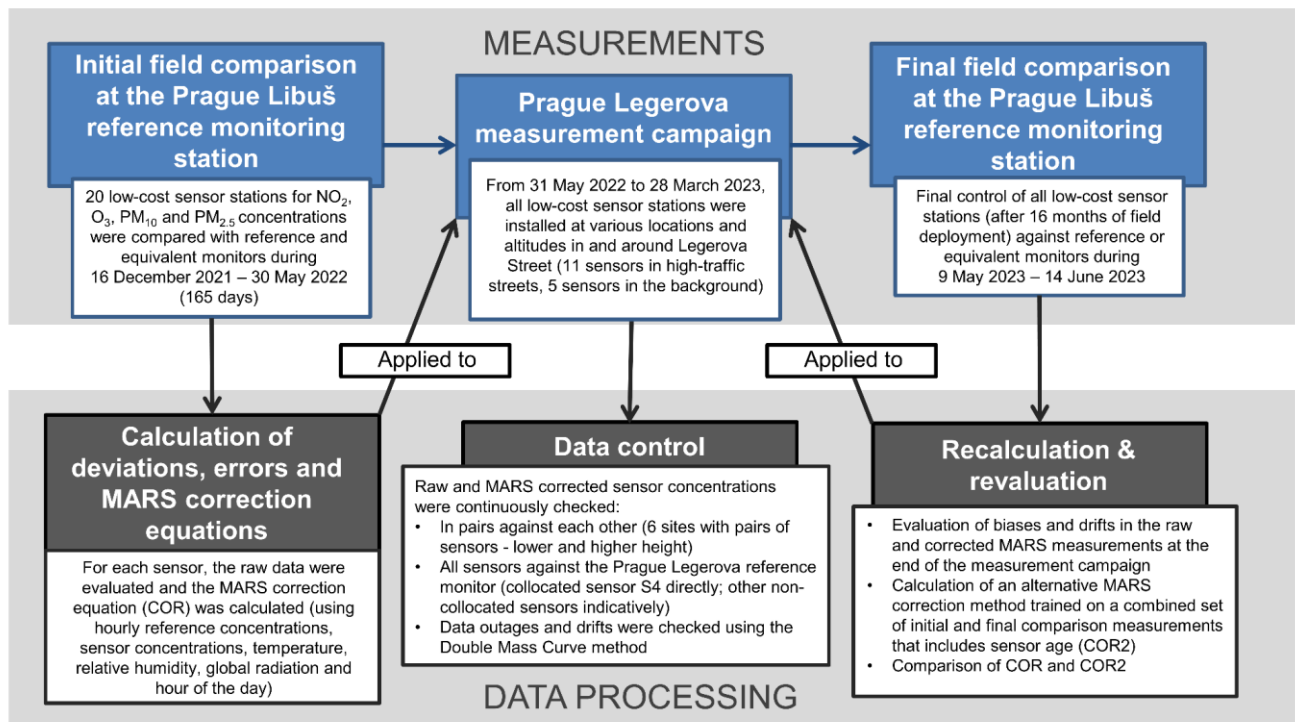 MEASUREMENTS
Initial field comparison
at the Prague Libuš
reference monitoring
station
20 low-cost sensor stations for NO₂,
O₃, PM₁₀ and PM₂.₅ concentrations
were compared with reference and
equivalent monitors during
16 December 2021 – 30 May 2022
(165 days)
Prague Legerova
measurement campaign
From 31 May 2022 to 28 March 2023,
all low-cost sensor stations were
installed at various locations and
altitudes in and around Legerova
Street (11 sensors in high-traffic
streets, 5 sensors in the background)
Final field comparison
at the Prague Libuš
reference monitoring
station
Final control of all low-cost sensor
stations (after 16 months of field
deployment) against reference or
equivalent monitors during
9 May 2023 – 14 June 2023
Applied to
Applied to
Calculation of
deviations, errors and
MARS correction
equations
For each sensor, the raw data were
evaluated and the MARS correction
equation (COR) was calculated (using
hourly reference concentrations,
sensor concentrations, temperature,
relative humidity, global radiation and
hour of the day)
Data control
Raw and MARS corrected sensor concentrations
were continuously checked:
• In pairs against each other (6 sites with pairs of
sensors - lower and higher height)
• All sensors against the Prague Legerova reference
monitor (collocated sensor S4 directly; other non-
collocated sensors indicatively)
• Data outages and drifts were checked using the
Double Mass Curve method
Recalculation &
revaluation
• Evaluation of biases and drifts in the raw
and corrected MARS measurements at the
end of the measurement campaign
• Calculation of an alternative MARS
correction method trained on a combined set
of initial and final comparison measurements
that includes sensor age (COR2)
• Comparison of COR and COR2
DATA PROCESSING